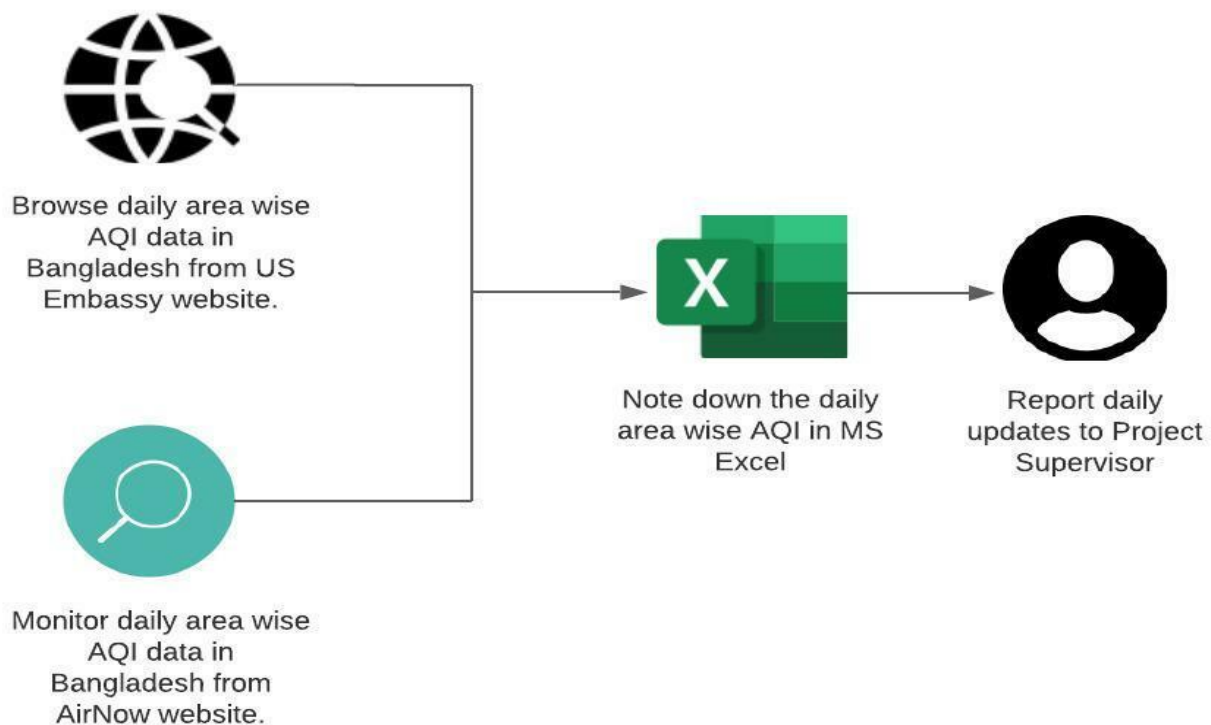 Browse daily area wise
AQI data in
Bangladesh from US
Embassy website.
X
Note down the daily
area wise AQI in MS
Excel
Report daily
updates to Project
Supervisor
Monitor daily area wise
AQI data in
Bangladesh from
AirNow website.